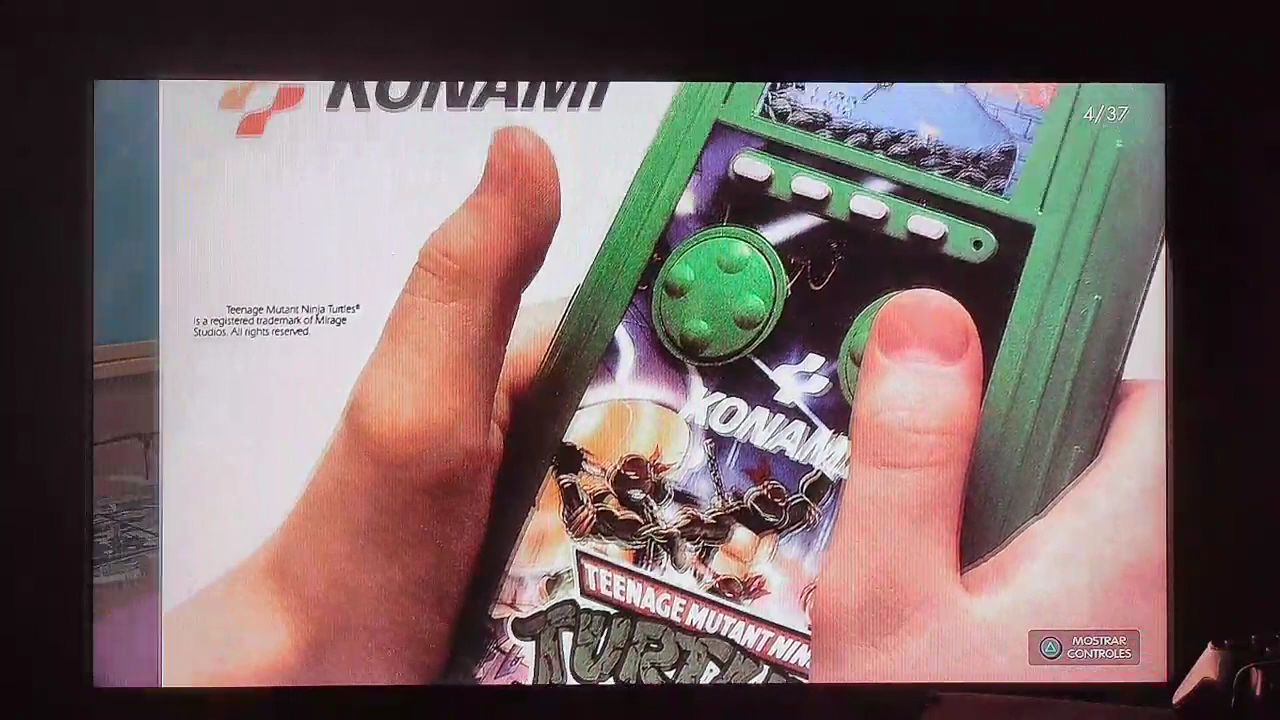 KONAMI
4/37
Teenage Mutant Ninja Turtles®
is a registered trademark of Mirage
Studios. All rights reserved.
KONAMI
TEENAGE MUTANT NIN
TURTL
MOSTRAR
CONTROLES